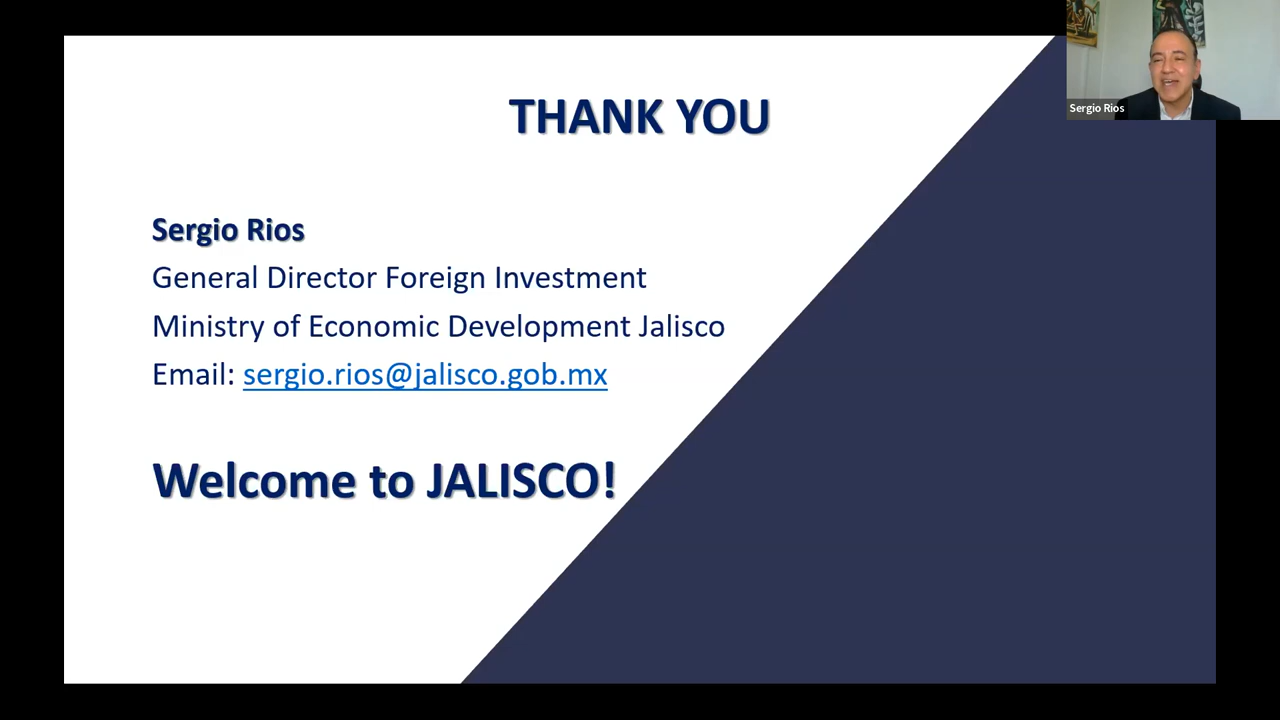 THANK YOU
Sergio Rios
Sergio Rios
General Director Foreign Investment
Ministry of Economic Development Jalisco
Email: sergio.rios@jalisco.gob.mx
Welcome to JALISCO!